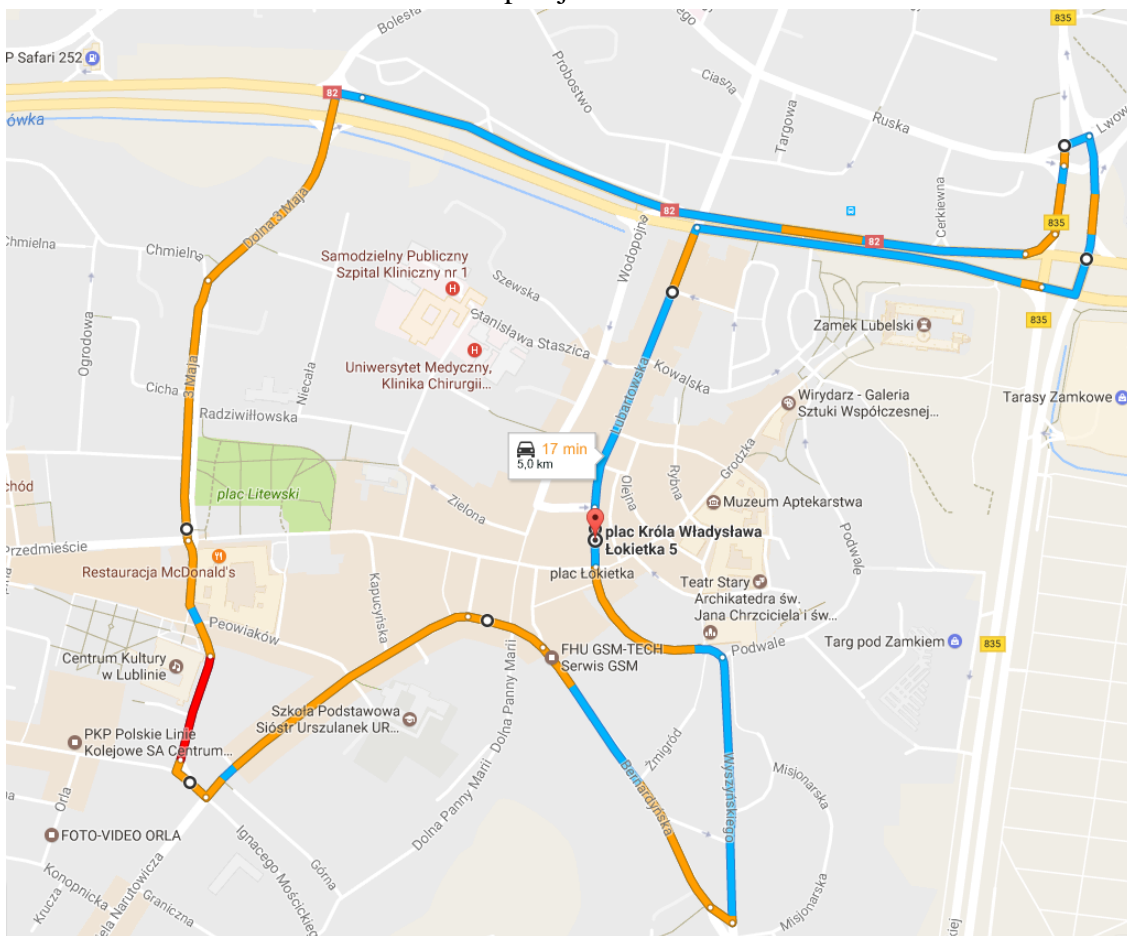 Bolesła
P Safari 252
82
835
Probostwo
Ciasna
Targowa
Ruska
Lwow
ówka
Dolna 3 Maja
82
835
82
Cerkiewna
Wodopojna
Chmielna
Chmielna
Samodzielny Publiczny
Szpital Kliniczny nr 1
H
Szewska
Stanisława Staszica
835
Zamek Lubelski
Ogrodowa
H
Uniwersytet Medyczny,
Klinika Chirurgii...
Kowalska
3 Maja
Cicha
Niecała
Radziwiłłowska
Lubartowska
Wirydarz - Galeria
Sztuki Współczesnej...
Tarasy Zamkowe
17 min
5,0 km
Grodzka
Rybna
Olejna
chód
plac Litewski
Zielona
Muzeum Aptekarstwa
Podwale
Przedmieście
plac Króla Władysława
Łokietka 5
Restauracja McDonald's
plac Łokietka
Kapucyńska
Teatr Stary
Archikatedra św.
Jana Chrzciciela i św...
Peowiaków
Podwale
Targ pod Zamkiem
835
Centrum Kultury
w Lublinie
FHU GSM-TECH
Serwis GSM
Dolna Panny Marii
Szkoła Podstawowa
Sióstr Urszulanek UR...
PKP Polskie Linie
Kolejowe SA Centrum...
Żmigród
Wyszyńskiego
Misjonarska
Bernardyńska
Orla
Dolna Panny Marii
FOTO-VIDEO ORLA
Ignacego Mościckiego
Górna
Konopnicka
Krucza
Graniczna
ela Narutowicza
Misjonarska
kiej